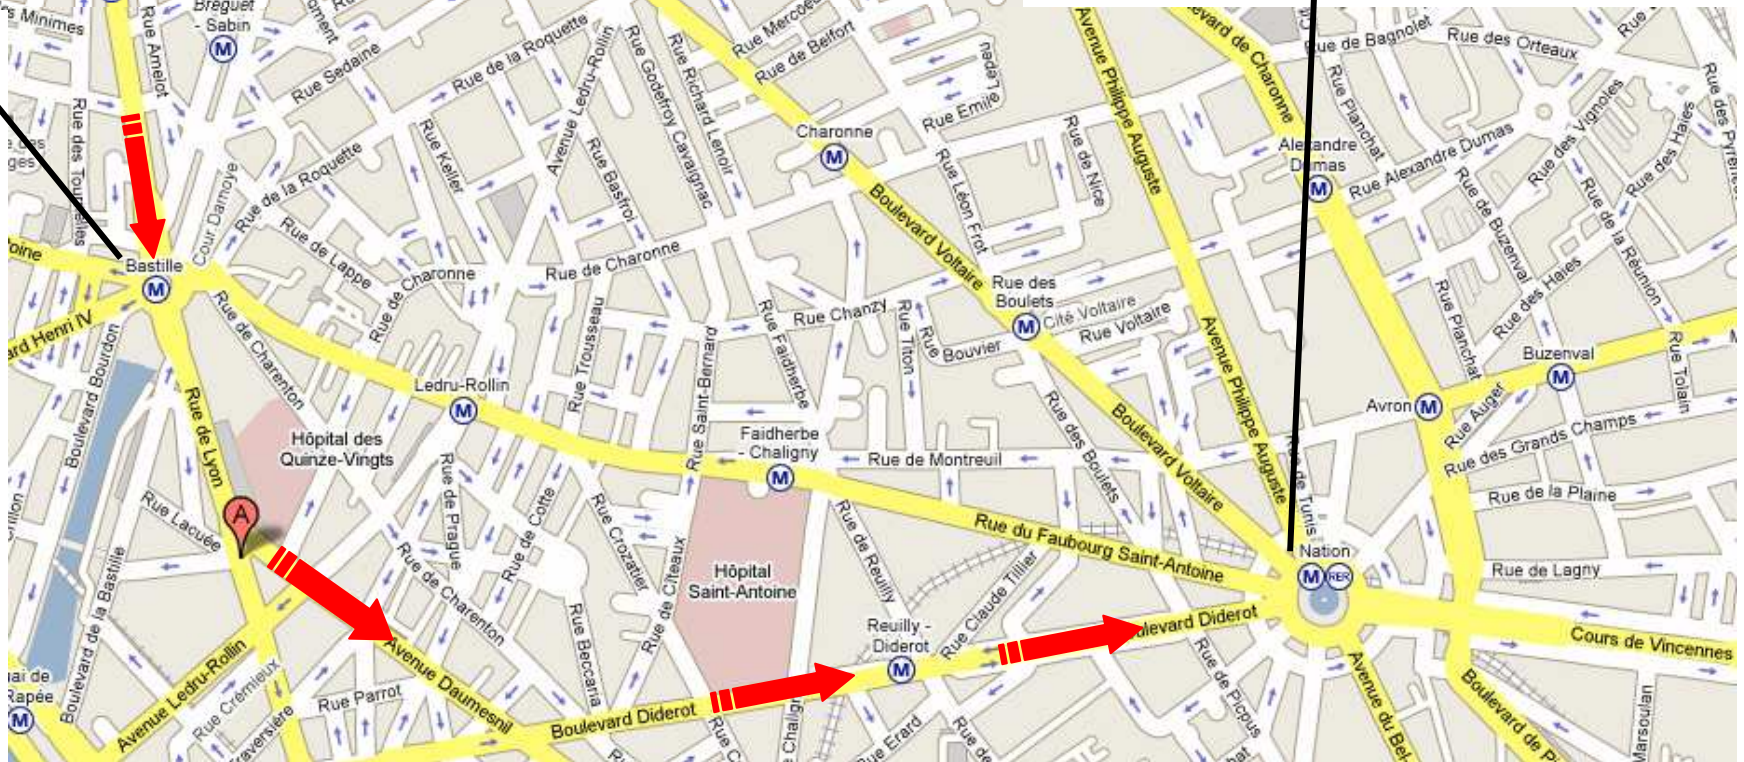 s Minimes
Rue Amelot
Breguet
- Sabin
M
Rue Sedaine
Rue de la Roquette
Avenue Ledru-Rollin
Rue Godefroy Cavaignac
Rue Richard Lenoir
Rue de Belfort
Rue Emile Lepeu
Avenue Philippe Auguste
Boulevard de Charonne
Rue de Bagnolet
Rue des Orteaux
Rue Planchat
Rue des Vignoles
Rue des Haies
Rue des Tournelles
Rue Keller
Rue Basfroi
Charonne
M
Rue de Nice
Rue Léon Frot
Alexandre
Dumas
M
Rue Alexandre Dumas
Rue de Buzenval
Rue de la Réunion
Cour Damoye
Rue de la Roquette
Rue de Lappe
Bastille
M
Rue de Charonne
Rue de Charonne
Boulevard Voltaire
Rue des
Boulets
M
Cité Voltaire
Rue Voltaire
Rue Chanzy
Rue Titon
Rue Bouvier
Rue Faidherbe
Rue Saint-Bernard
Rue Trousseau
Rue de Charenton
ard Henri IV
Boulevard Bourdon
Rue de Lyon
Ledru-Rollin
M
Avenue Philippe Auguste
Rue Planchat
Rue des Haies
Buzenval
M
Rue Tolain
Avron
M
Rue Auger
Rue des Grands Champs
Hôpital des
Quinze-Vingts
Faidherbe
- Chaligny
M
Rue de Montreuil
Rue des Boulets
Boulevard Voltaire
Rue de Tunis
Rue de la Plaine
Rue Lacuée
A
Rue de Prague
Rue de Cotte
Rue Crozatier
Rue de Citeaux
Hôpital
Saint-Antoine
Rue de Reuilly
Rue du Faubourg Saint-Antoine
Nation
M
RER
Rue de Lagny
Boulevard de la Bastille
Rue de Charenton
Rue Beccaria
Rue Claude Tillier
Reuilly -
Diderot
M
ulevard Diderot
Cours de Vincennes
Rapée
M
Avenue Ledru-Rollin
Rue Crémieux
Rue Parrot
Avenue Daumesnil
Boulevard Diderot
Rue Erard
Rue de Picpus
Avenue du Bel-
Boulevard de Pi
Marsoulan